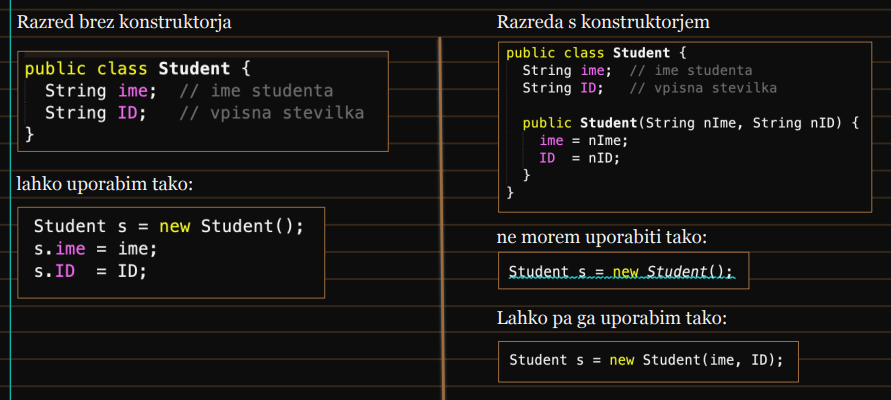 Razred brez konstruktorja
public class Student {
  String ime;  // ime studenta
  String ID;   // vpisna stevilka
}
lahko uporabim tako:
Student s = new Student();
s.ime = ime;
s.ID  = ID;
Razreda s konstruktorjem
public class Student {
  String ime;  // ime studenta
  String ID;   // vpisna stevilka
  public Student(String nIme, String nID) {
    ime = nIme;
    ID  = nID;
  }
}
ne morem uporabiti tako:
Student s = new Student();
Lahko pa ga uporabim tako:
Student s = new Student(ime, ID);